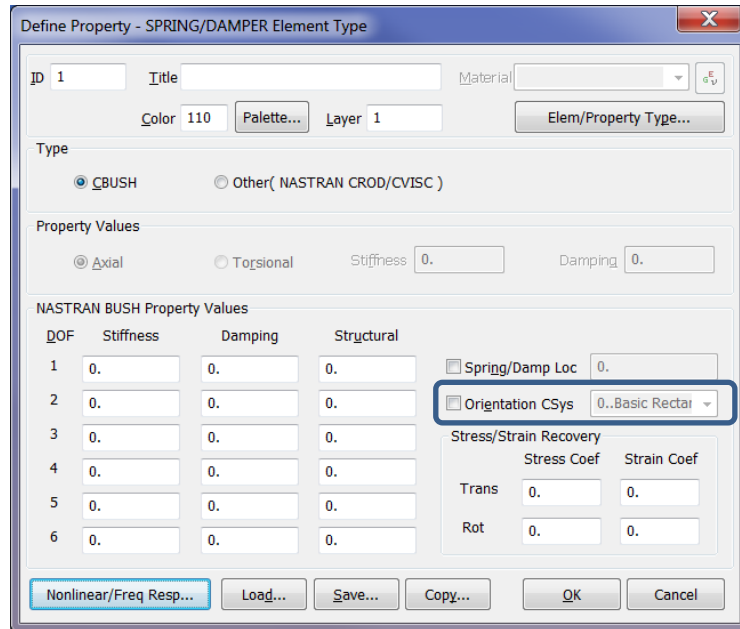 Define Property - SPRING/DAMPER Element Type
X
ID 1 Title Material
Color 110 Palette... Layer 1 Elem/Property Type...
Type
CBUSH Other( NASTRAN CROD/CVISC )
Property Values
Axial Torsional Stiffness 0. Damping 0.
NASTRAN BUSH Property Values
DOF Stiffness Damping Structural
1 0. 0. 0. Spring/Damp Loc 0.
2 0. 0. 0. Orientation CSys 0..Basic Rectar
3 0. 0. 0. Stress/Strain Recovery
Stress Coef Strain Coef
4 0. 0. 0.
Trans 0. 0.
5 0. 0. 0.
Rot 0. 0.
6 0. 0. 0.
Nonlinear/Freq Resp... Load... Save... Copy... OK Cancel